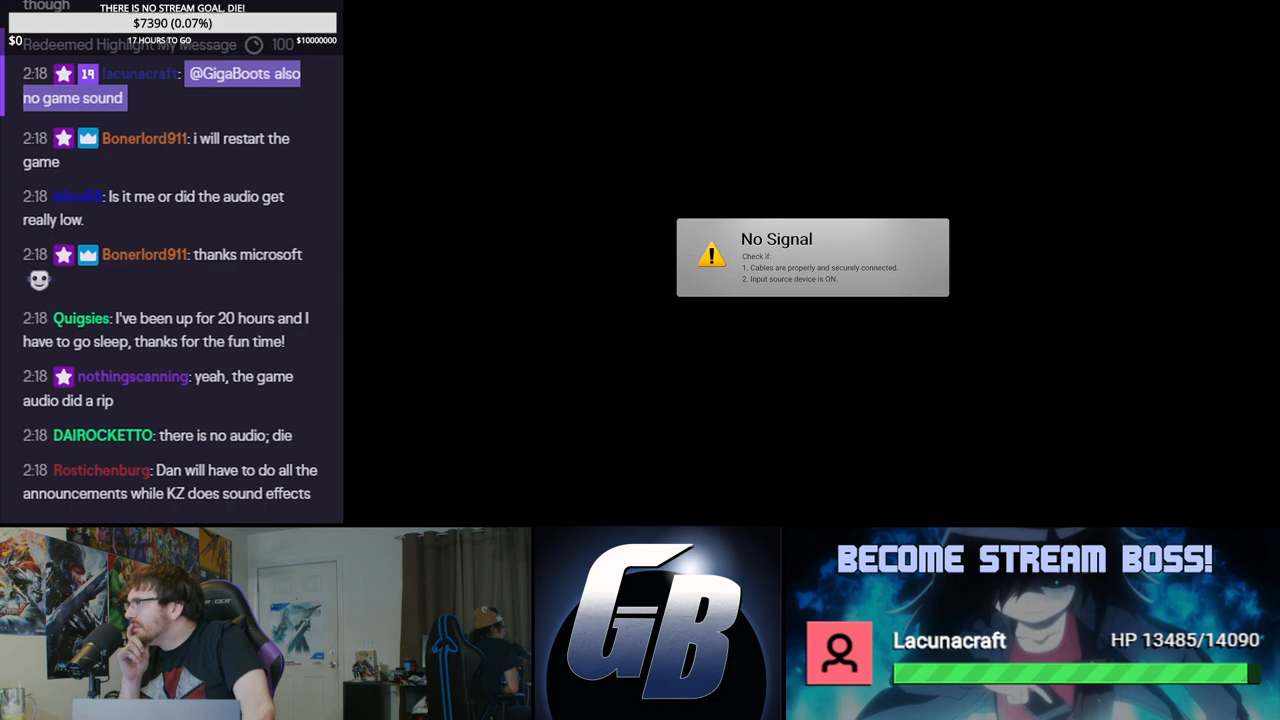 though
THERE IS NO STREAM GOAL, DIE!
$7390 (0.07%)
$0
17 HOURS TO GO
$10000000
Redeemed Highlight My Message 100
2:18 19 lacunacraft: @GigaBoots also
no game sound
2:18 Bonerlord911: i will restart the
game
2:18 : Is it me or did the audio get
really low.
2:18 Bonerlord911: thanks microsoft
2:18 Quigsies: I've been up for 20 hours and I
have to go sleep, thanks for the fun time!
2:18 nothingscanning: yeah, the game
audio did a rip
2:18 DAIROCKETTO: there is no audio; die
2:18 Rostichenburg: Dan will have to do all the
announcements while KZ does sound effects
No Signal
Check if:
1. Cables are properly and securely connected.
2. Input source device is ON.
GB
BECOME STREAM BOSS!
Lacunacraft
HP 13485/14090